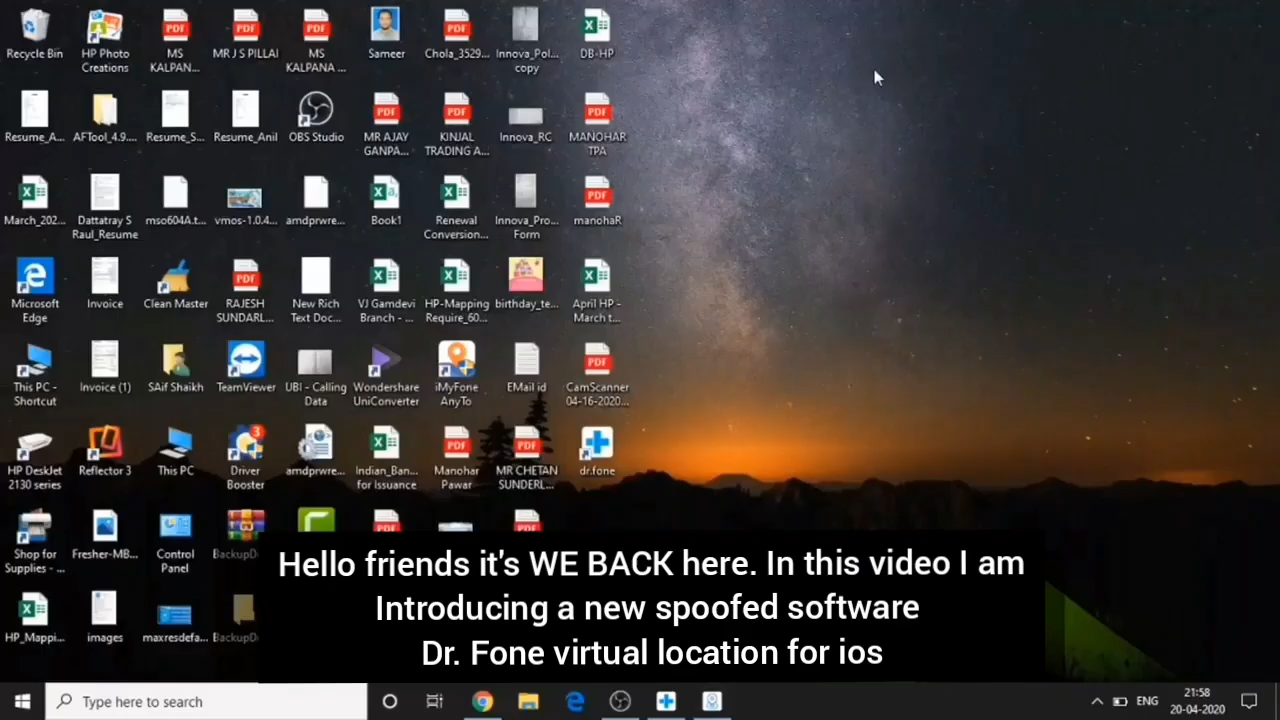 Recycle Bin
HP Photo
Creations
MS
KALPAN...
MR J S PILLAI
MS
KALPANA ...
Sameer
Chola_3529...
Innova_Pol...
copy
DB-HP
Resume_A...
AFTool_4.9....
Resume_S...
Resume_Anil
OBS Studio
MR AJAY
GANPA...
KINJAL
TRADING A...
Innova_RC
MANOHAR
TPA
March_202...
Dattatray S
Raul_Resume
mso604A.t...
vmos-1.0.4...
amdprwre...
Book1
Renewal
Conversion...
Innova_Pro...
Form
manohaR
Microsoft
Edge
Invoice
Clean Master
RAJESH
SUNDARL...
New Rich
Text Doc...
VJ Gamdevi
Branch - ...
HP-Mapping
Require_60...
birthday_te...
April HP -
March t...
This PC -
Shortcut
Invoice (1)
SAif Shaikh
TeamViewer
UBI - Calling
Data
Wondershare
UniConverter
iMyFone
AnyTo
EMail id
CamScanner
04-16-2020...
HP DeskJet
2130 series
Reflector 3
This PC
Driver
Booster
amdprwre...
Indian_Ban...
for Issuance
Manohar
Pawar
MR CHETAN
SUNDERL...
dr.fone
Shop for
Supplies - ...
Fresher-MB...
Control
Panel
HP_Mappi...
images
maxresdefa...
Hello friends it's WE BACK here. In this video I am
Introducing a new spoofed software
Dr. Fone virtual location for ios
Type here to search
ENG
21:58
20-04-2020